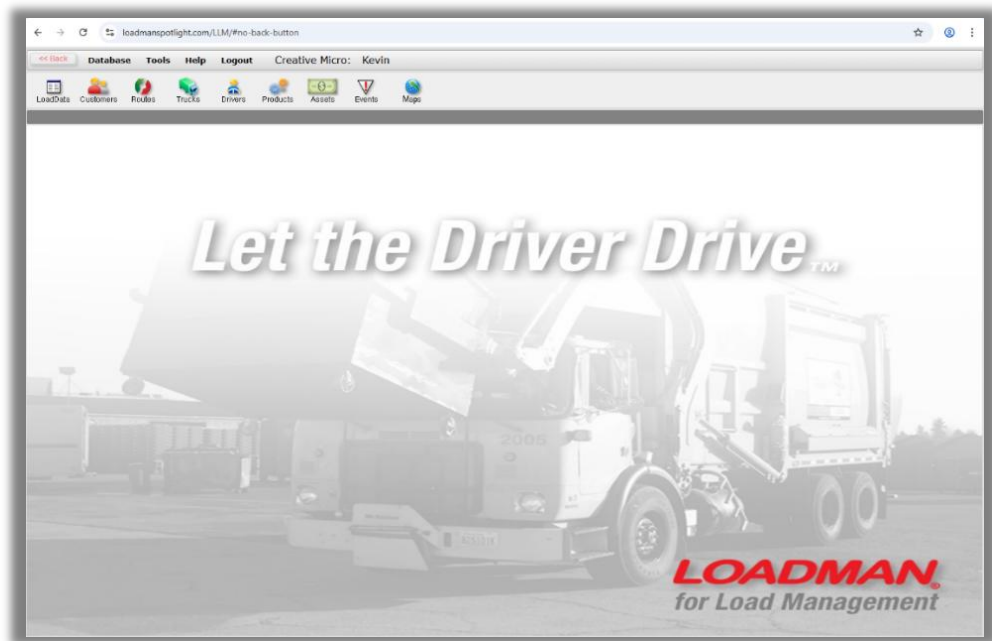 loadmanspotlight.com/LLM/#no-back-button
<< Back Database Tools Help Logout Creative Micro: Kevin
LoadData Customers Routes Trucks Drivers Products Assets Events Maps
Let the Driver Drive™
2005
LOADMAN®
for Load Management